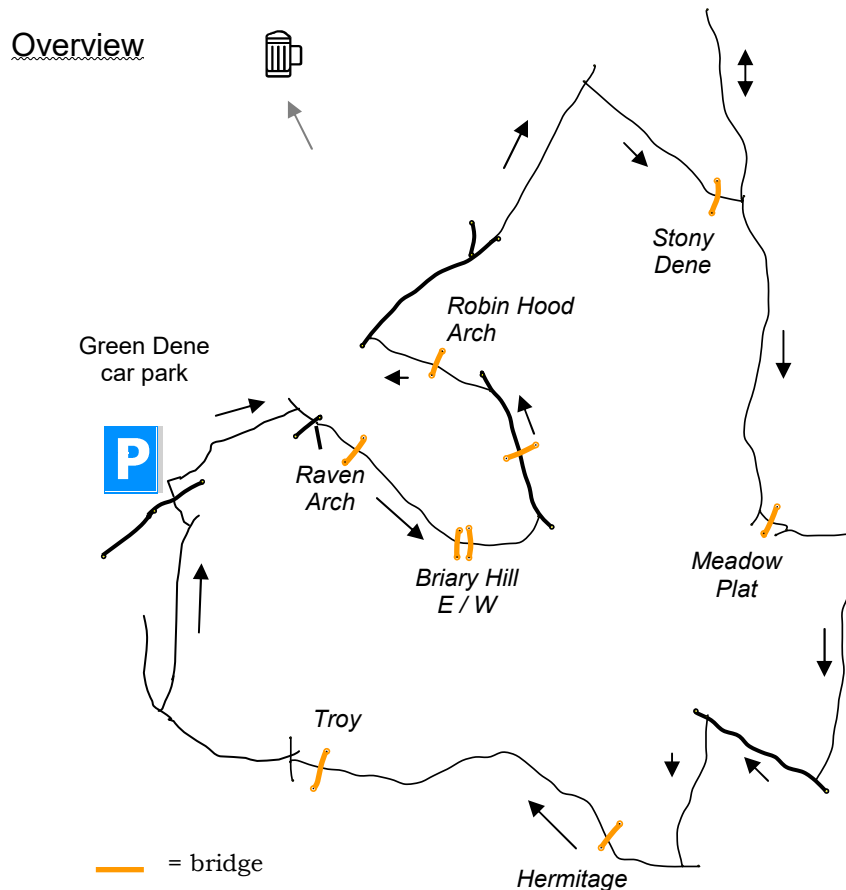 Overview
Stony
Dene
Robin Hood
Arch
Green Dene
car park
P
Raven
Arch
Briary Hill
E / W
Meadow
Plat
Troy
Hermitage
= bridge